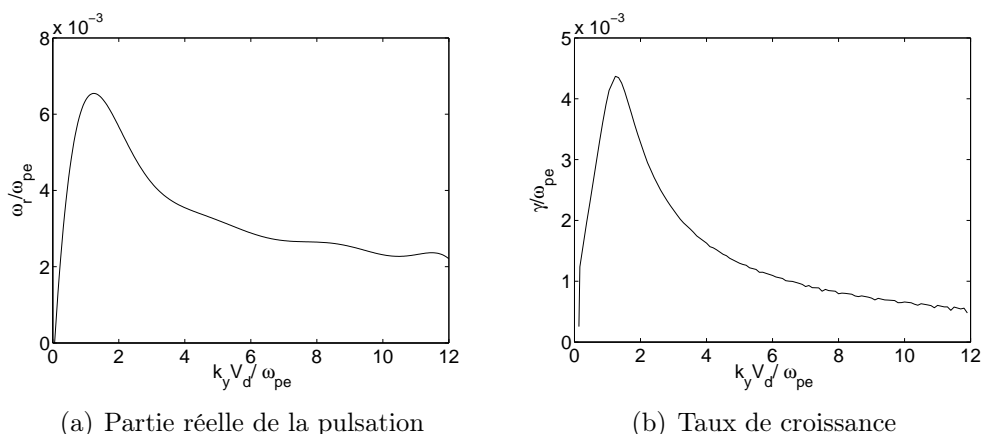 x 10⁻³
8
6
4
2
0
0 2 4 6 8 10 12
ω_r/ω_pe
k_y V_d / ω_pe
(a) Partie réelle de la pulsation
x 10⁻³
5
4
3
2
1
0
0 2 4 6 8 10 12
γ/ω_pe
k_y V_d / ω_pe
(b) Taux de croissance